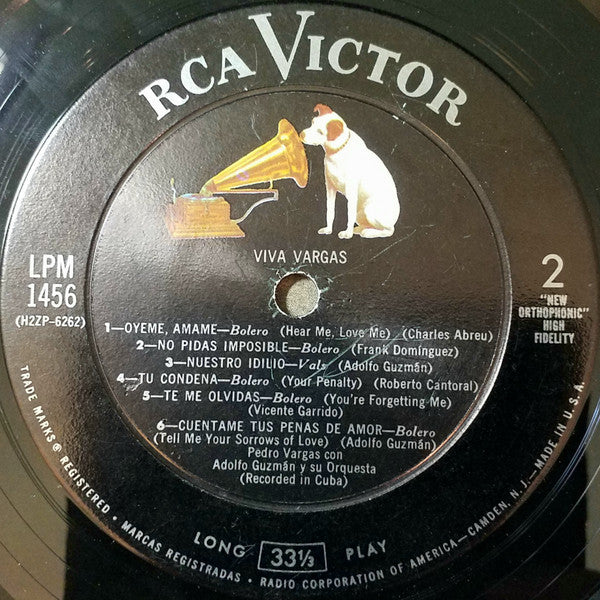 RCA VICTOR
VIVA VARGAS
LPM
1456
(H2ZP-6262)
2
"NEW
ORTHOPHONIC"
HIGH
FIDELITY
1—OYEME, AMAME—Bolero (Hear Me, Love Me) (Charles Abreu)
2—NO PIDAS IMPOSIBLE—Bolero (Frank Domínguez)
3—NUESTRO IDILIO—Vals (Adolfo Guzmán)
4—TU CONDENA—Bolero (Your Penalty) (Roberto Cantoral)
5—TE ME OLVIDAS—Bolero (You're Forgetting Me)
(Vicente Garrido)
6—CUENTAME TUS PENAS DE AMOR—Bolero
(Tell Me Your Sorrows of Love) (Adolfo Guzmán)
Pedro Vargas con
Adolfo Guzmán y su Orquesta
(Recorded in Cuba)
LONG 33⅓ PLAY
TRADE MARKS ® REGISTERED • MARCAS REGISTRADAS • RADIO CORPORATION OF AMERICA—CAMDEN, N.J.—MADE IN U.S.A.